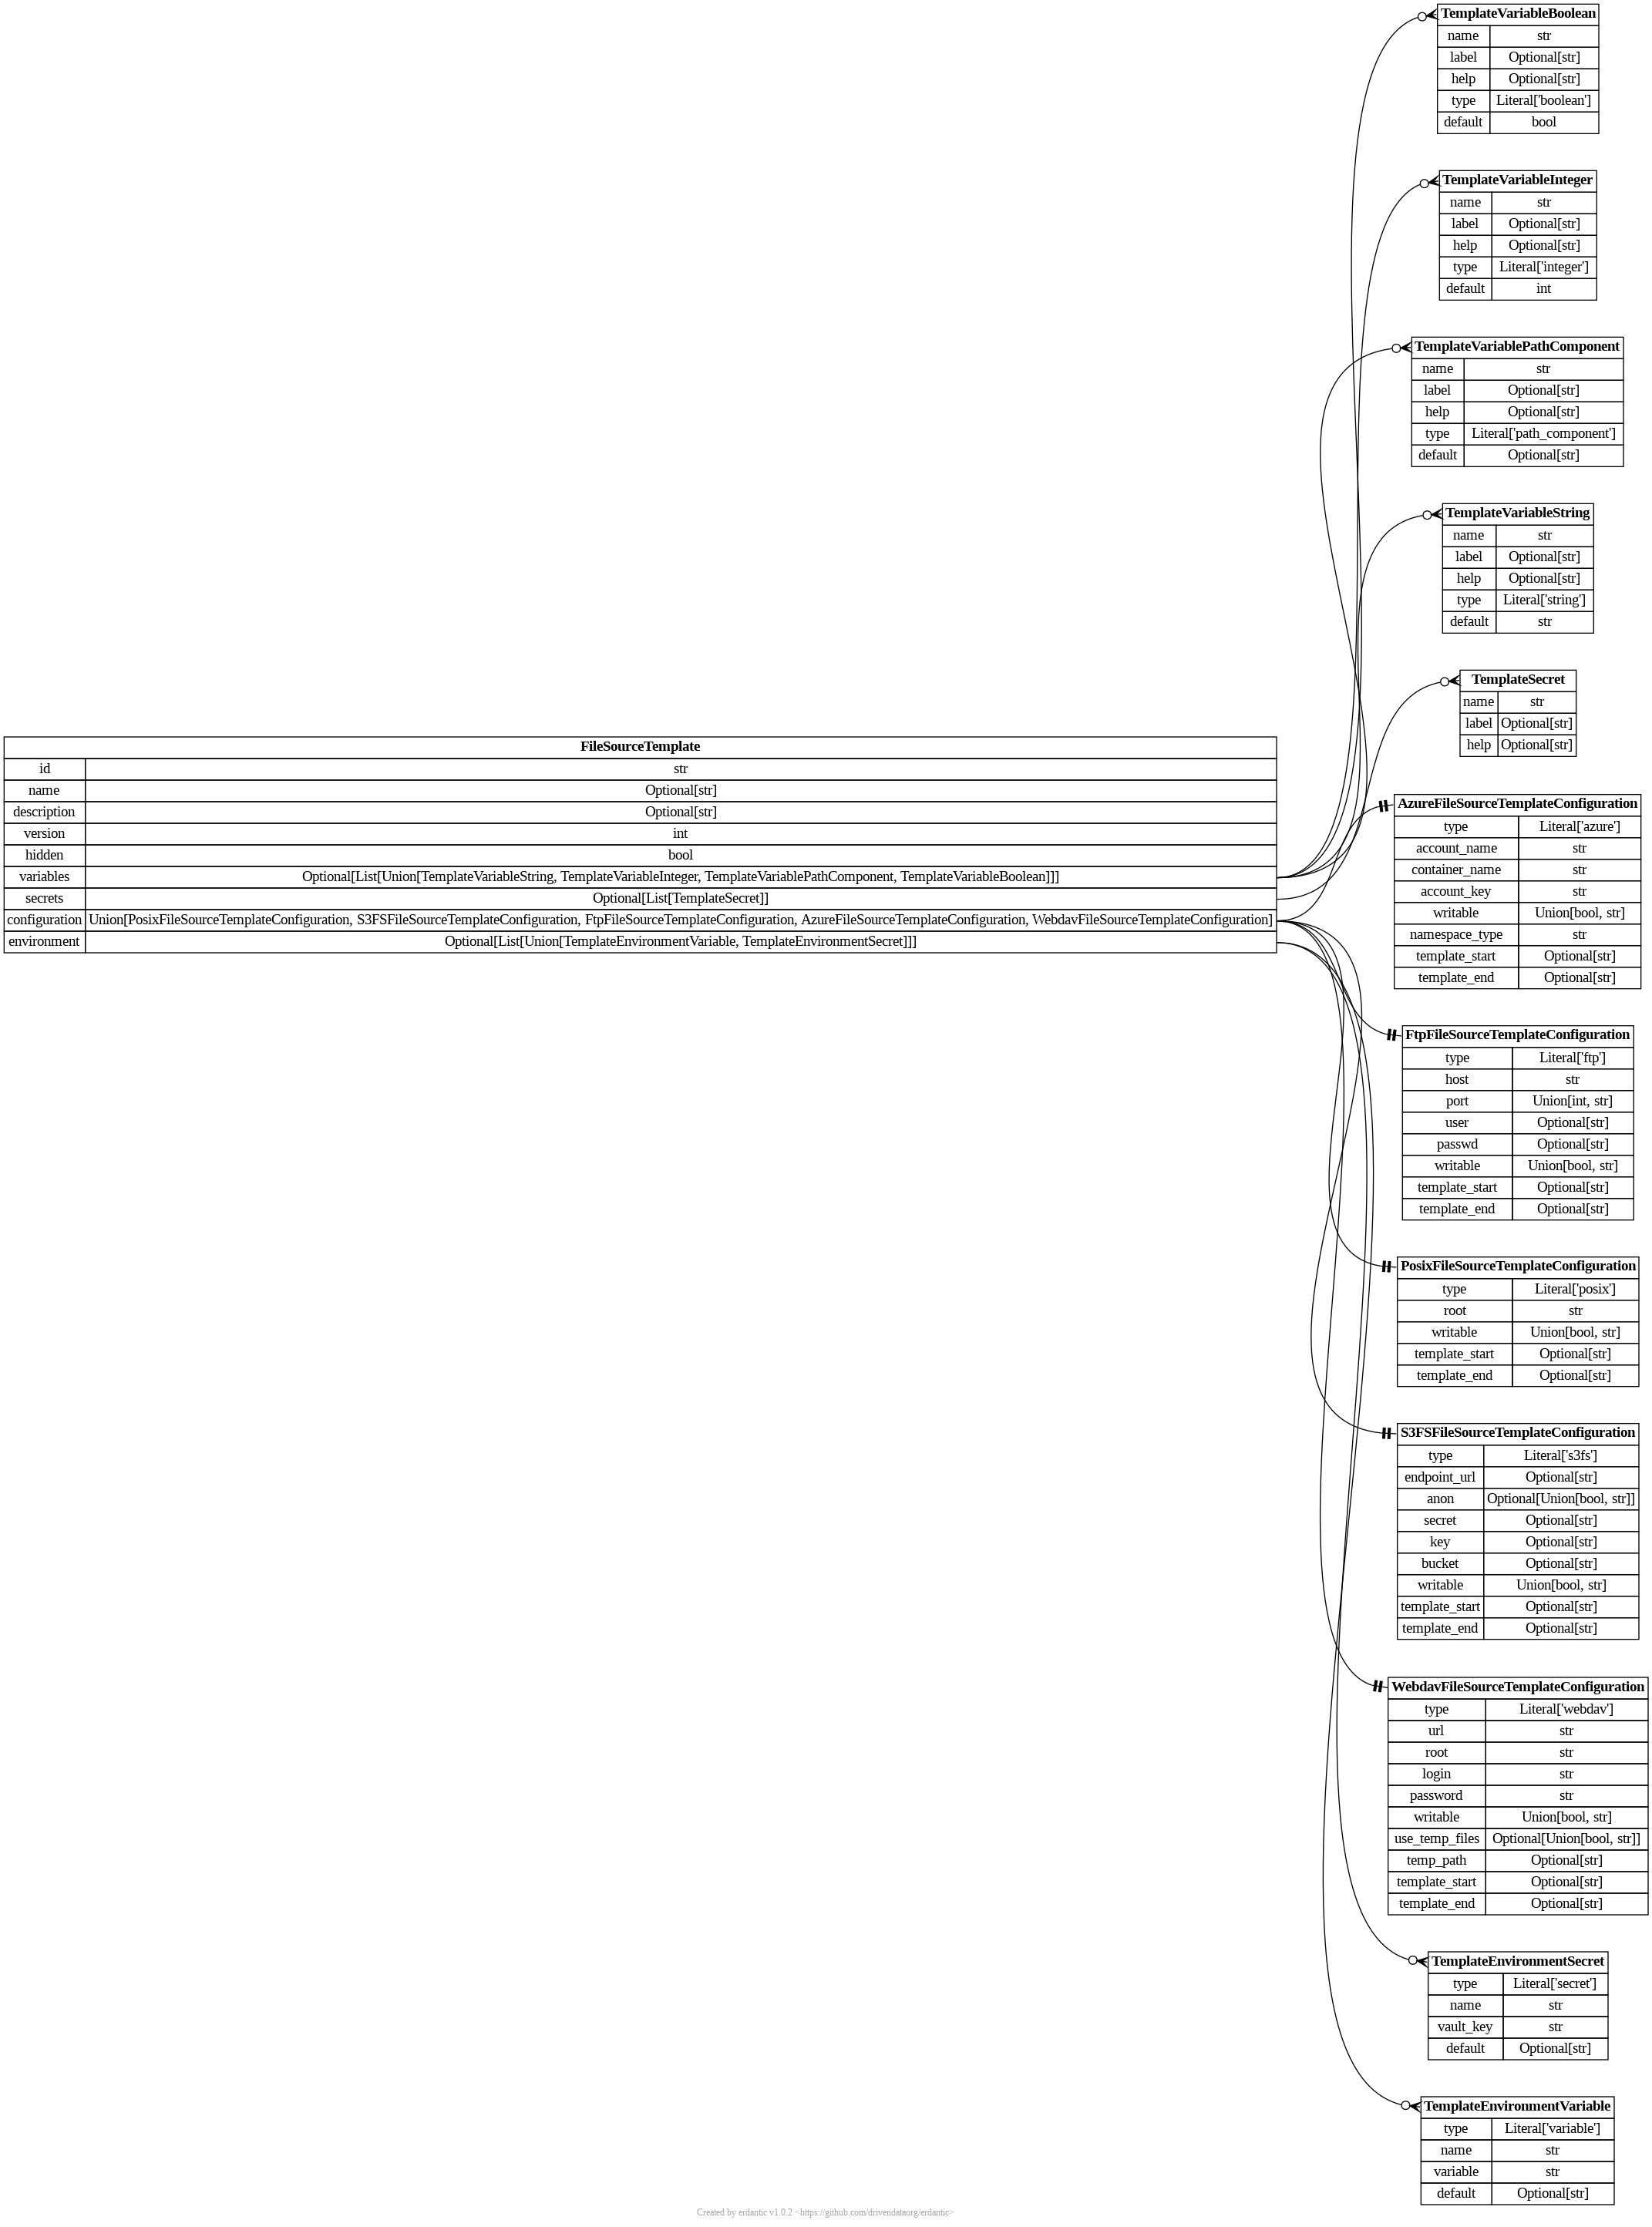 TemplateVariableBoolean
name str
label Optional[str]
help Optional[str]
type Literal['boolean']
default bool
TemplateVariableInteger
name str
label Optional[str]
help Optional[str]
type Literal['integer']
default int
TemplateVariablePathComponent
name str
label Optional[str]
help Optional[str]
type Literal['path_component']
default Optional[str]
TemplateVariableString
name str
label Optional[str]
help Optional[str]
type Literal['string']
default str
TemplateSecret
name str
label Optional[str]
help Optional[str]
FileSourceTemplate
id str
name Optional[str]
description Optional[str]
version int
hidden bool
variables Optional[List[Union[TemplateVariableString, TemplateVariableInteger, TemplateVariablePathComponent, TemplateVariableBoolean]]]
secrets Optional[List[TemplateSecret]]
configuration Union[PosixFileSourceTemplateConfiguration, S3FSFileSourceTemplateConfiguration, FtpFileSourceTemplateConfiguration, AzureFileSourceTemplateConfiguration, WebdavFileSourceTemplateConfiguration]
environment Optional[List[Union[TemplateEnvironmentVariable, TemplateEnvironmentSecret]]]
AzureFileSourceTemplateConfiguration
type Literal['azure']
account_name str
container_name str
account_key str
writable Union[bool, str]
namespace_type str
template_start Optional[str]
template_end Optional[str]
FtpFileSourceTemplateConfiguration
type Literal['ftp']
host str
port Union[int, str]
user Optional[str]
passwd Optional[str]
writable Union[bool, str]
template_start Optional[str]
template_end Optional[str]
PosixFileSourceTemplateConfiguration
type Literal['posix']
root str
writable Union[bool, str]
template_start Optional[str]
template_end Optional[str]
S3FSFileSourceTemplateConfiguration
type Literal['s3fs']
endpoint_url Optional[str]
anon Optional[Union[bool, str]]
secret Optional[str]
key Optional[str]
bucket Optional[str]
writable Union[bool, str]
template_start Optional[str]
template_end Optional[str]
WebdavFileSourceTemplateConfiguration
type Literal['webdav']
url str
root str
login str
password str
writable Union[bool, str]
use_temp_files Optional[Union[bool, str]]
temp_path Optional[str]
template_start Optional[str]
template_end Optional[str]
TemplateEnvironmentSecret
type Literal['secret']
name str
vault_key str
default Optional[str]
TemplateEnvironmentVariable
type Literal['variable']
name str
variable str
default Optional[str]
Created by erdantic v1.0.2 <https://github.com/drivendataorg/erdantic>